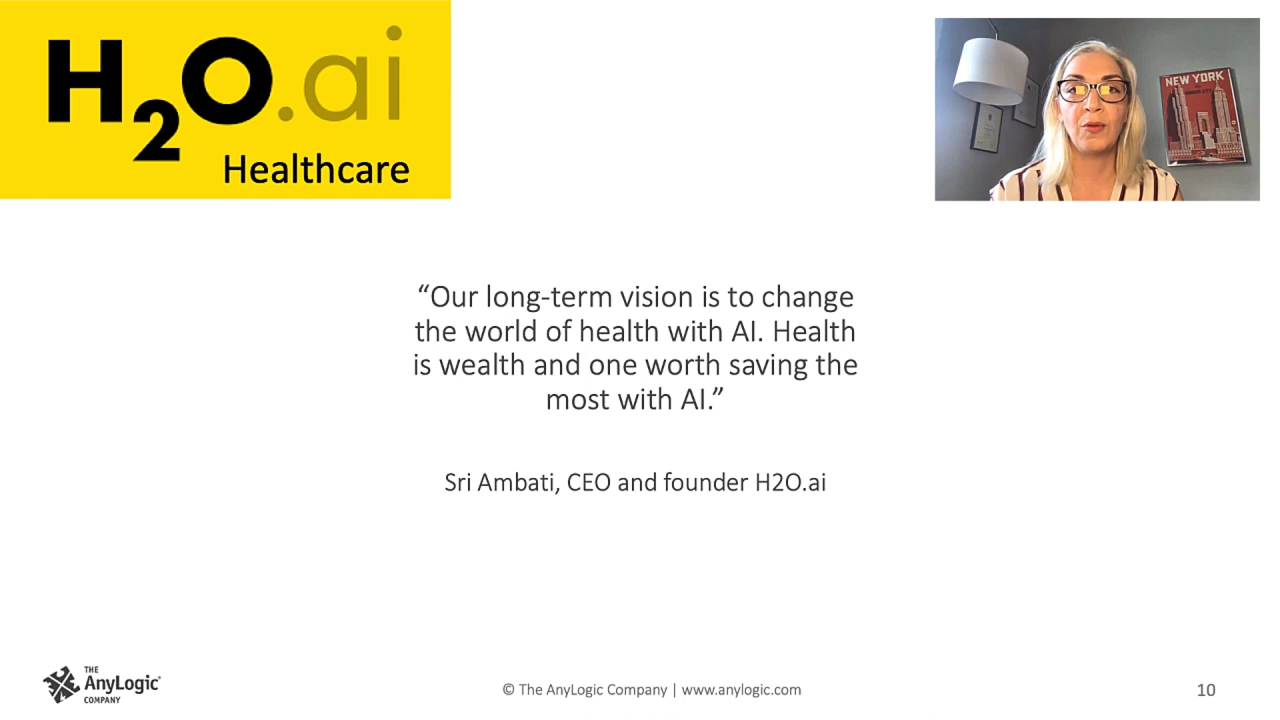 H2O.ai
Healthcare
NEW YORK
“Our long-term vision is to change
the world of health with AI. Health
is wealth and one worth saving the
most with AI.”
Sri Ambati, CEO and founder H2O.ai
THE
AnyLogic®
COMPANY
© The AnyLogic Company | www.anylogic.com
10